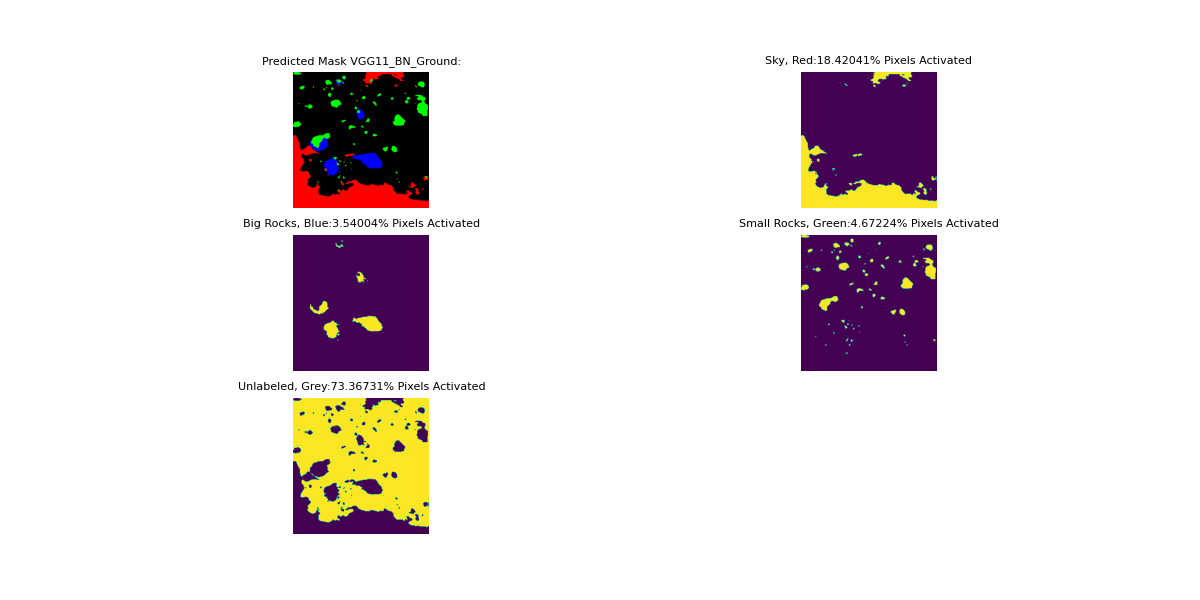 Predicted Mask VGG11_BN_Ground:
Sky, Red:18.42041% Pixels Activated
Big Rocks, Blue:3.54004% Pixels Activated
Small Rocks, Green:4.67224% Pixels Activated
Unlabeled, Grey:73.36731% Pixels Activated